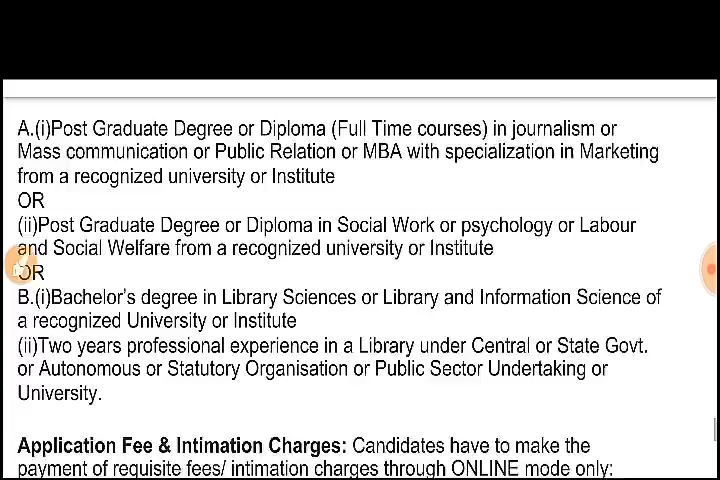 A.(i)Post Graduate Degree or Diploma (Full Time courses) in journalism or
Mass communication or Public Relation or MBA with specialization in Marketing
from a recognized university or Institute
OR
(ii)Post Graduate Degree or Diploma in Social Work or psychology or Labour
and Social Welfare from a recognized university or Institute
OR
B.(i)Bachelor's degree in Library Sciences or Library and Information Science of
a recognized University or Institute
(ii)Two years professional experience in a Library under Central or State Govt.
or Autonomous or Statutory Organisation or Public Sector Undertaking or
University.
Application Fee & Intimation Charges: Candidates have to make the
payment of requisite fees/ intimation charges through ONLINE mode only: